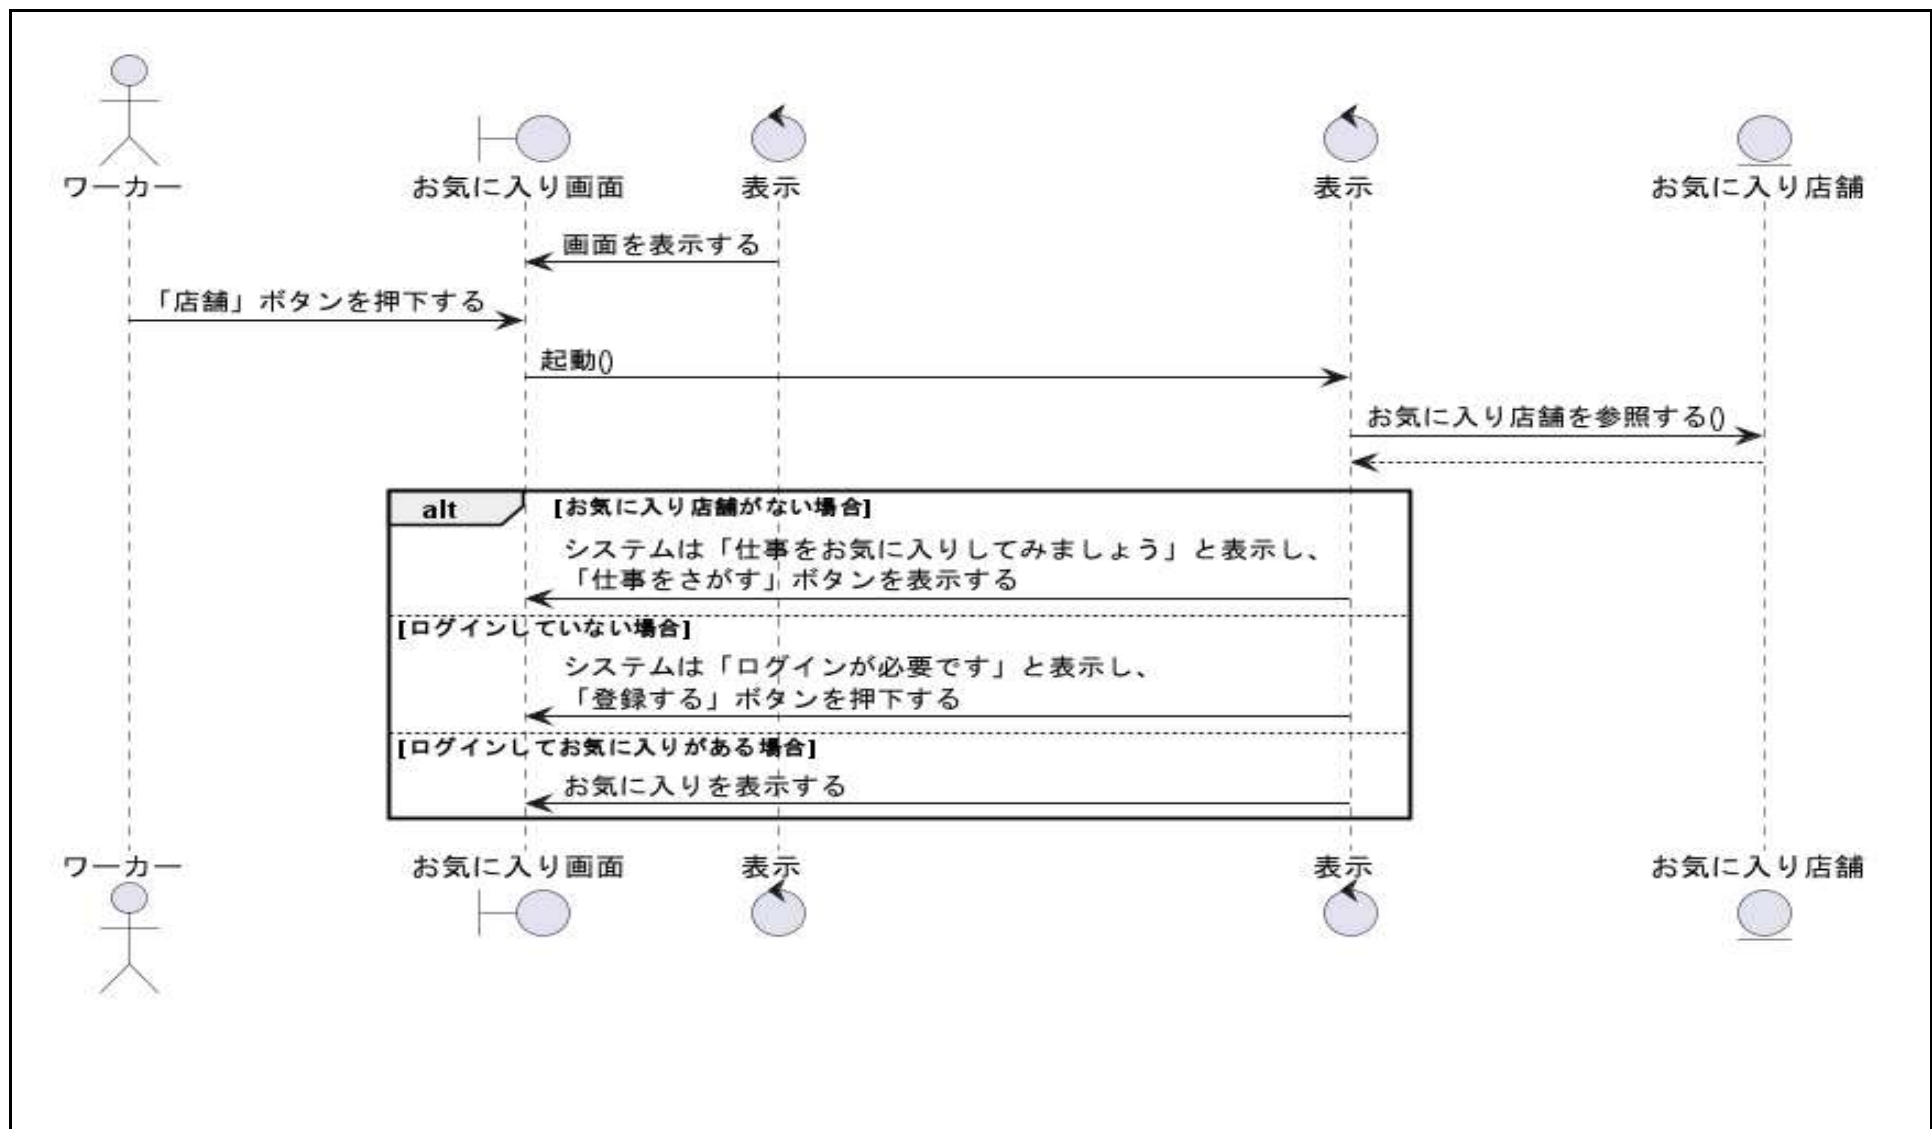 ワーカー
お気に入り画面
表示
表示
お気に入り店舗
画面を表示する
「店舗」ボタンを押下する
起動()
お気に入り店舗を参照する()
alt
[お気に入り店舗がない場合]
システムは「仕事をお気に入りしてみましょう」と表示し、
「仕事をさがす」ボタンを表示する
[ログインしていない場合]
システムは「ログインが必要です」と表示し、
「登録する」ボタンを押下する
[ログインしてお気に入りがある場合]
お気に入りを表示する
ワーカー
お気に入り画面
表示
表示
お気に入り店舗